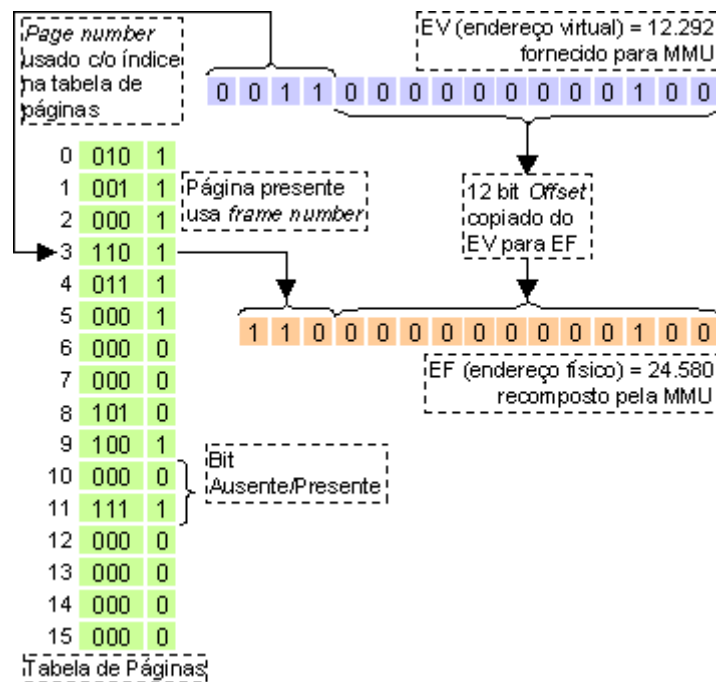 Page number
usado c/o índice
na tabela de
páginas
EV (endereço virtual) = 12.292
fornecido para MMU
0 0 1 1 0 0 0 0 0 0 0 0 0 1 0 0
0 010 1
1 001 1
2 000 1
3 110 1
4 011 1
5 000 1
6 000 0
7 000 0
8 101 0
9 100 1
10 000 0
11 111 1
12 000 0
13 000 0
14 000 0
15 000 0
Tabela de Páginas
Página presente
usa frame number
12 bit Offset
copiado do
EV para EF
1 1 0 0 0 0 0 0 0 0 0 0 1 0 0
EF (endereço físico) = 24.580
recomposto pela MMU
Bit
Ausente/Presente